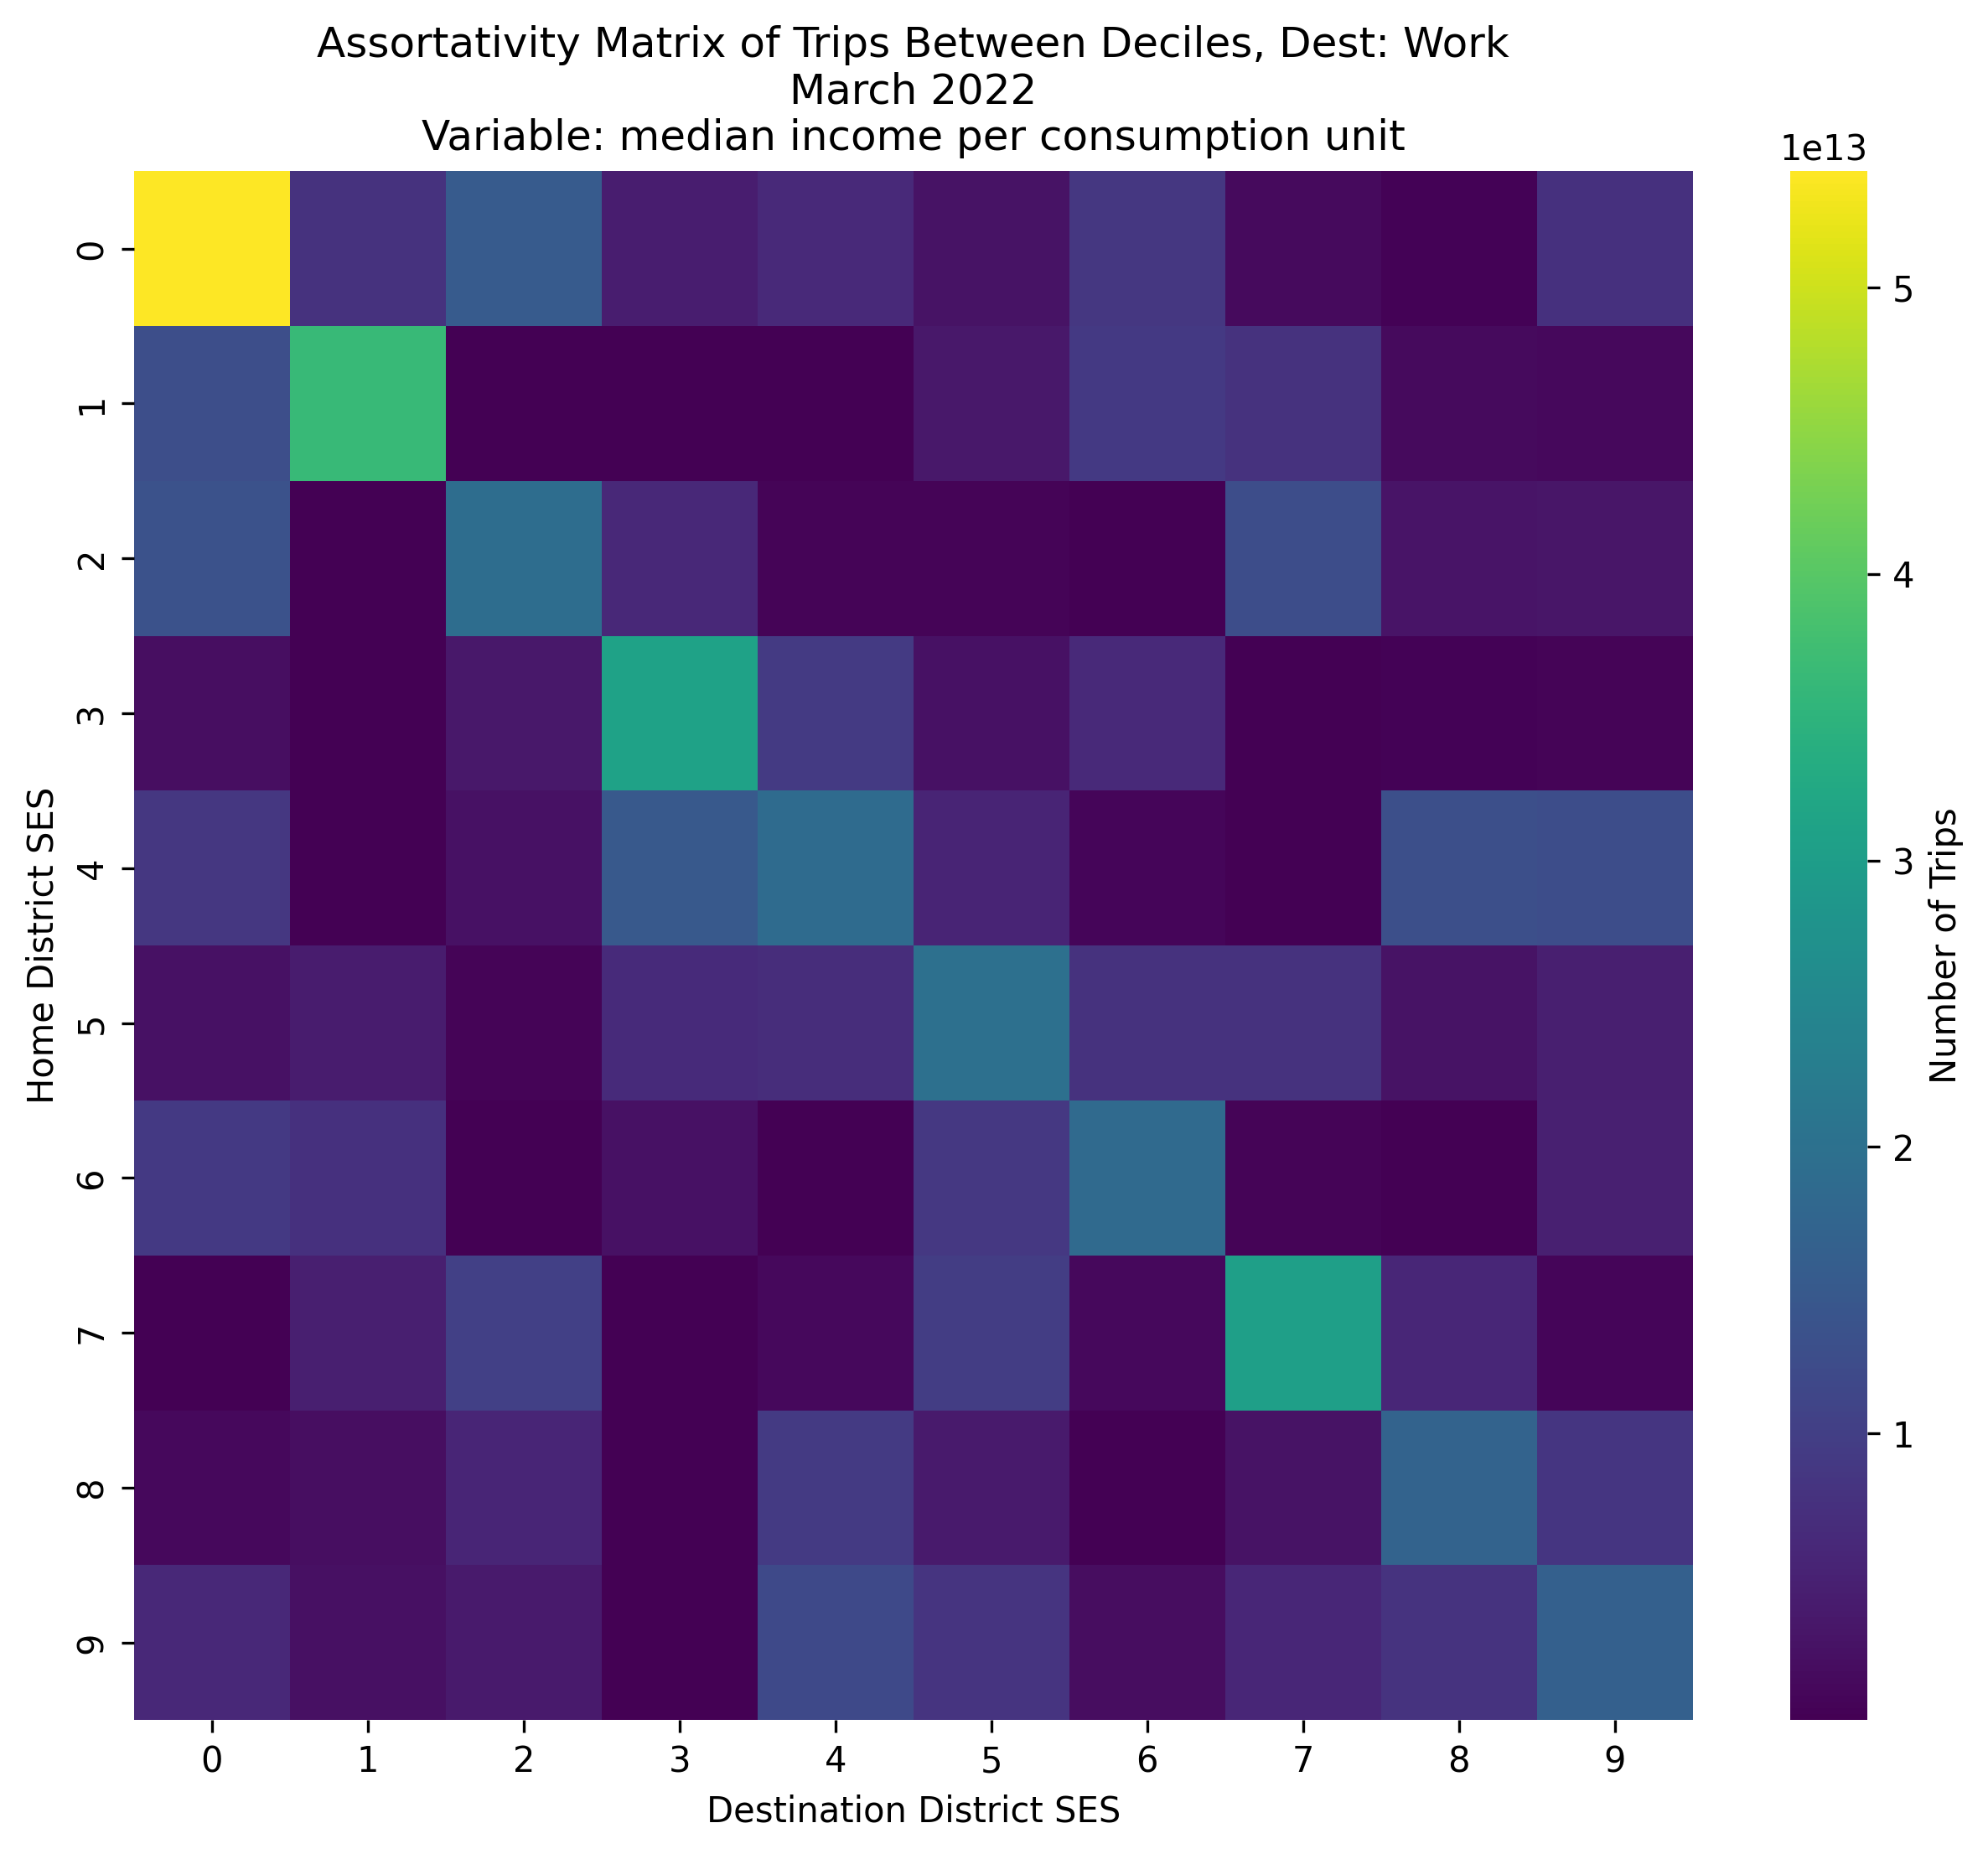 Assortativity Matrix of Trips Between Deciles, Dest: Work
March 2022
Variable: median income per consumption unit
1e13
5
4
3
2
1
Number of Trips
Home District SES
0
1
2
3
4
5
6
7
8
9
0 1 2 3 4 5 6 7 8 9
Destination District SES